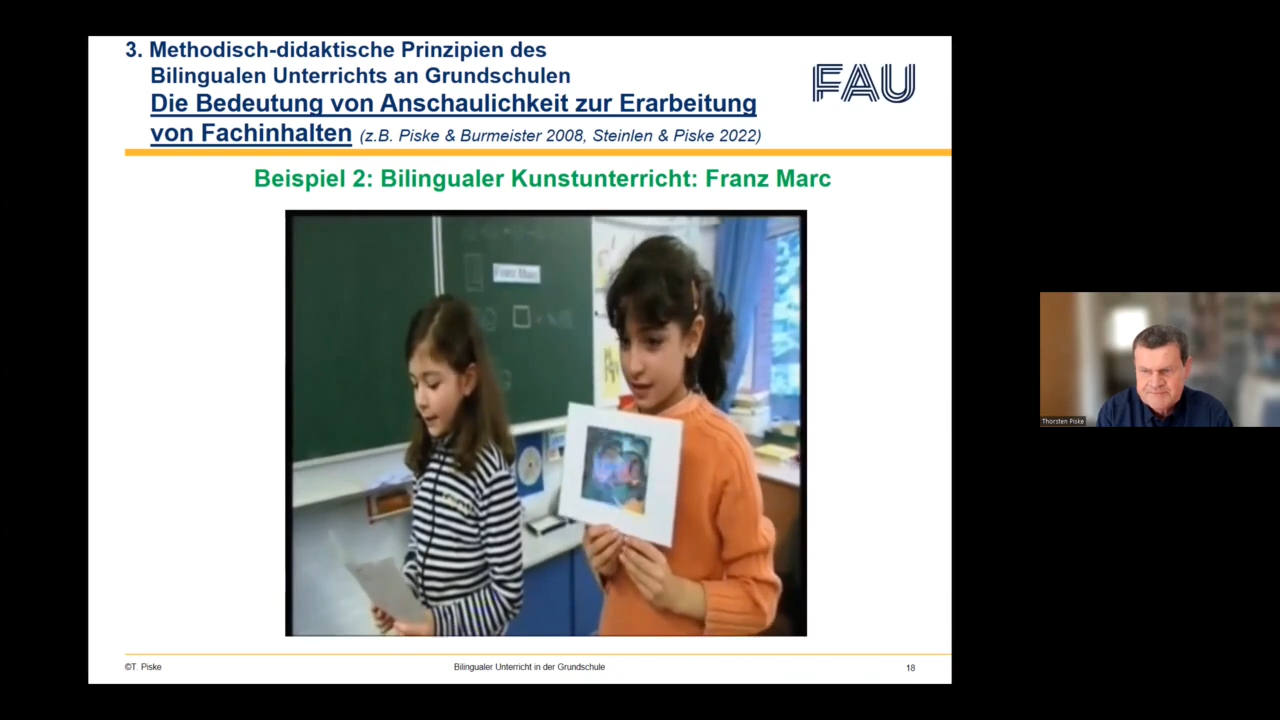 3. Methodisch-didaktische Prinzipien des
Bilingualen Unterrichts an Grundschulen
Die Bedeutung von Anschaulichkeit zur Erarbeitung
von Fachinhalten (z.B. Piske & Burmeister 2008, Steinlen & Piske 2022)
FAU
Beispiel 2: Bilingualer Kunstunterricht: Franz Marc
Franz Marc
©T. Piske
Bilingualer Unterricht in der Grundschule
18
Thorsten Piske